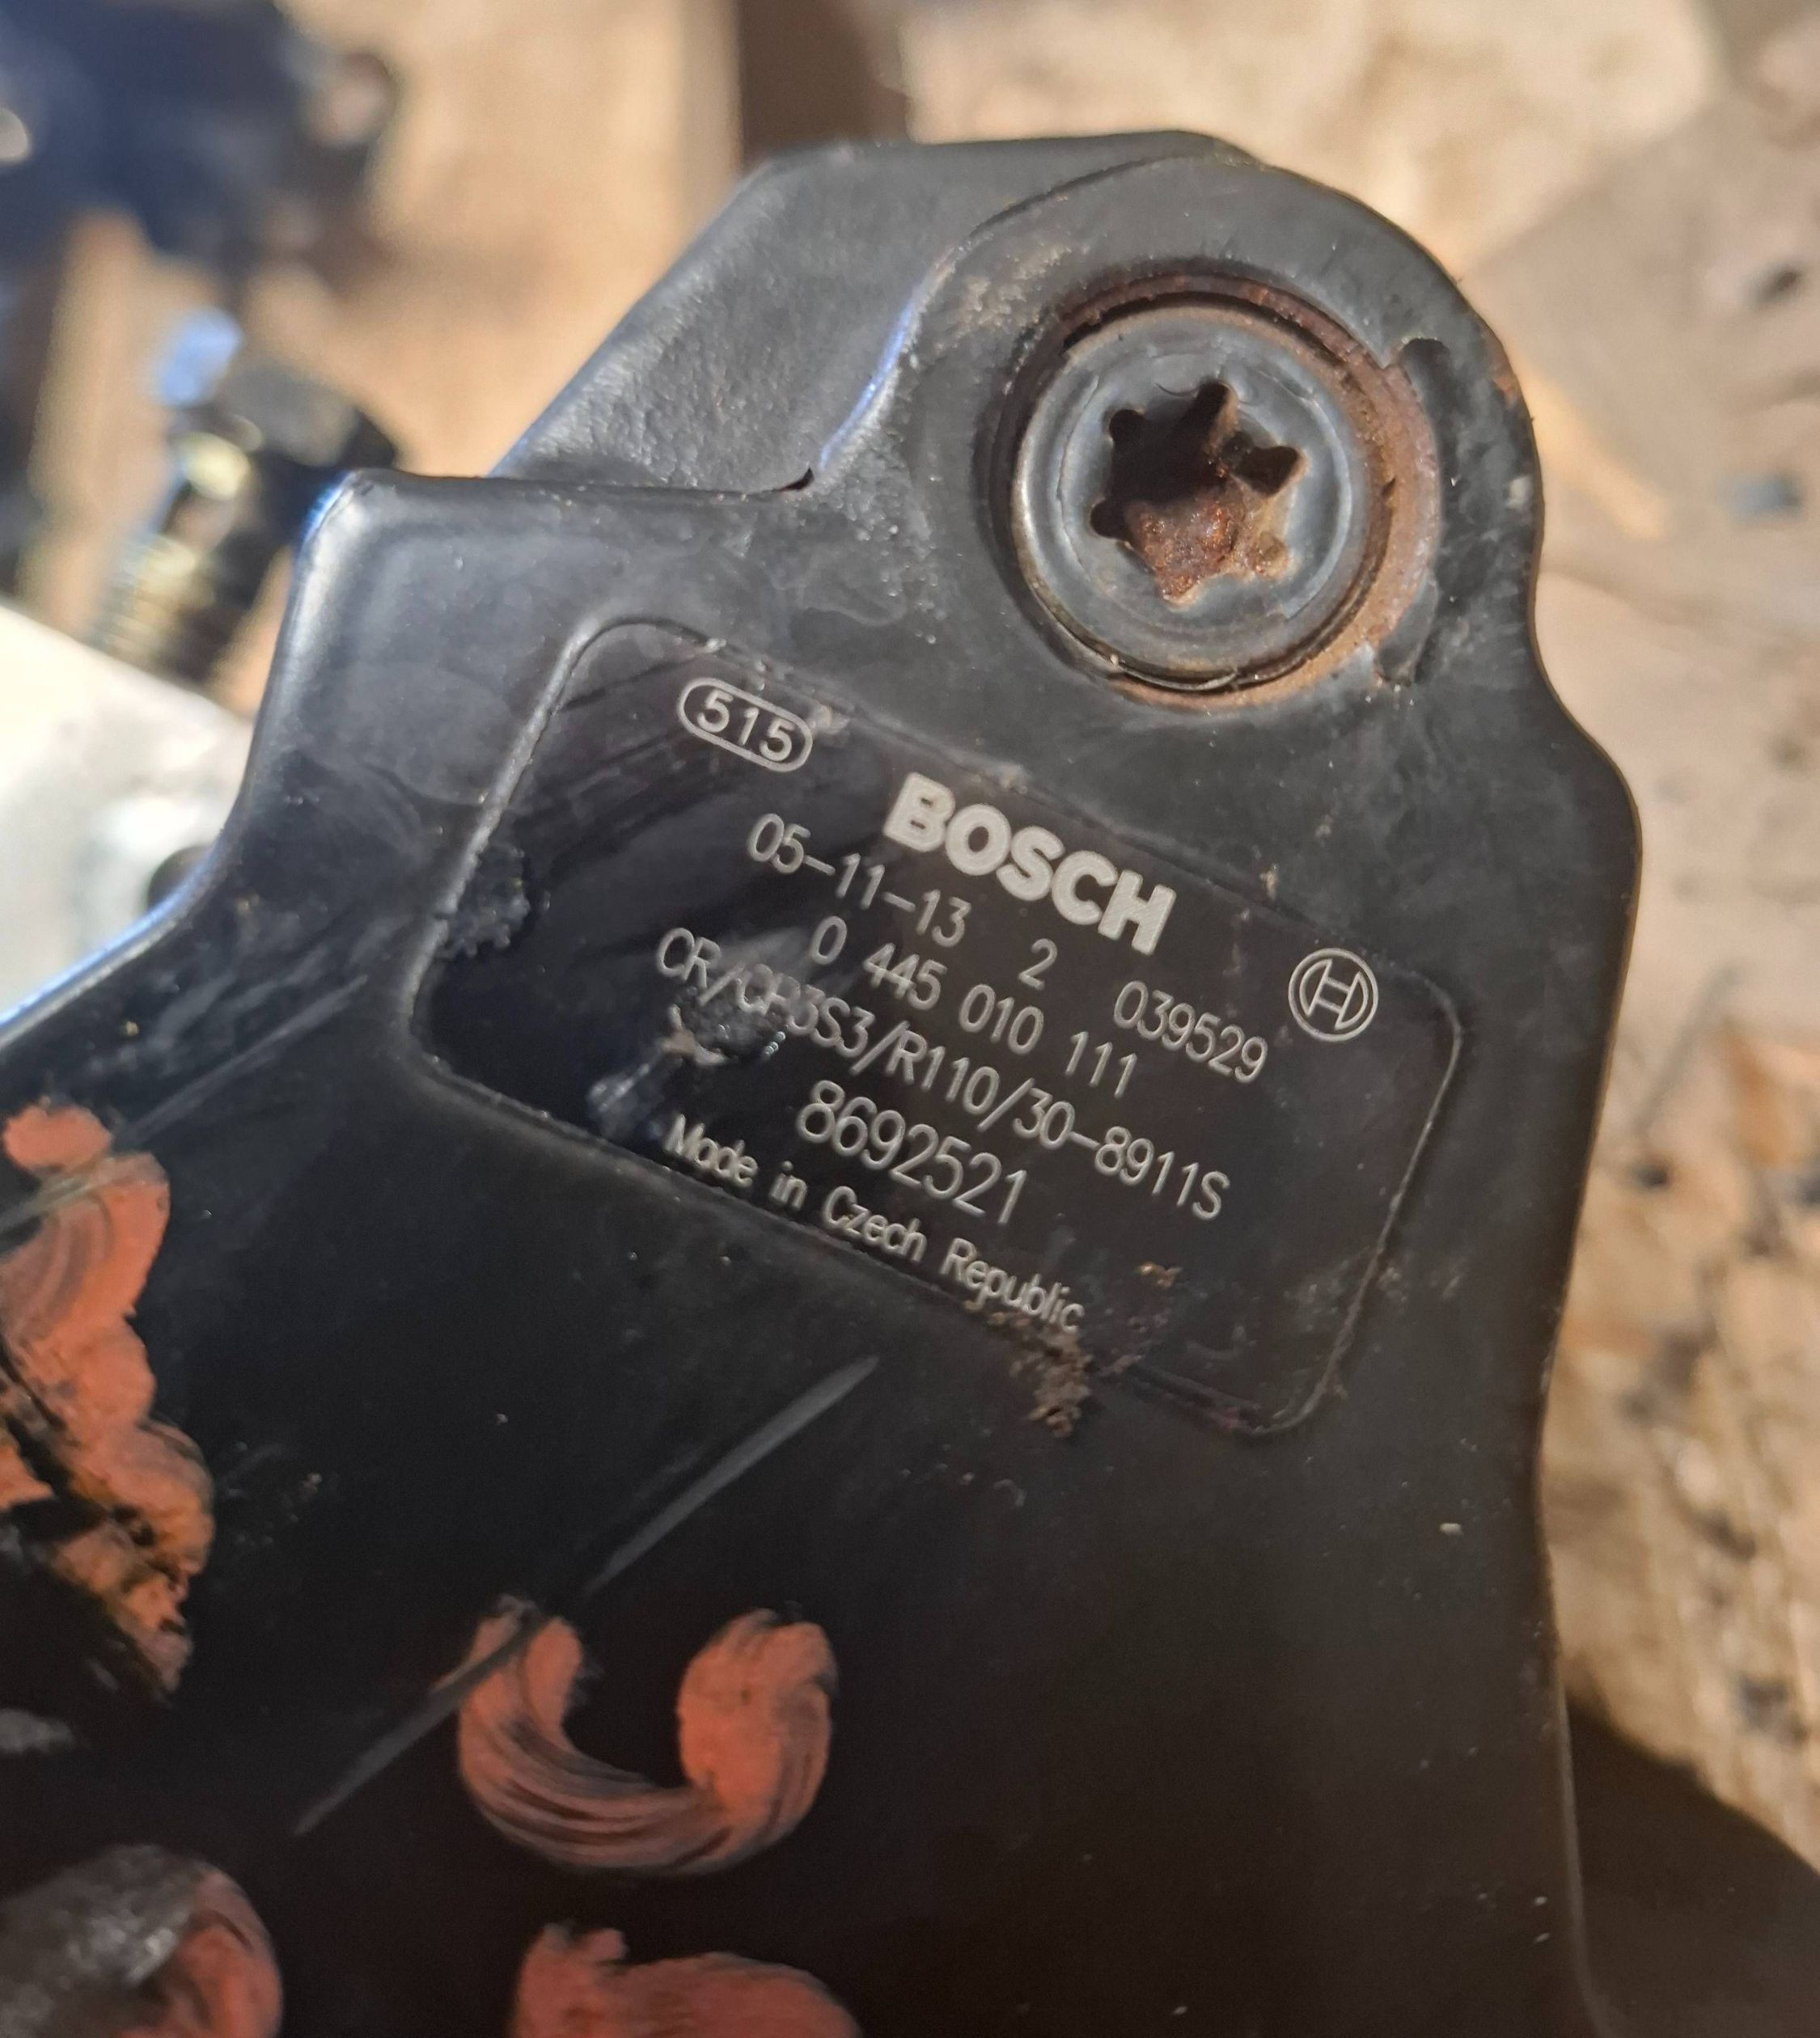 515
BOSCH
05-11-13 2 039529
0 445 010 111
CR/CP3S3/R110/30-8911S
8692521
Made in Czech Republic